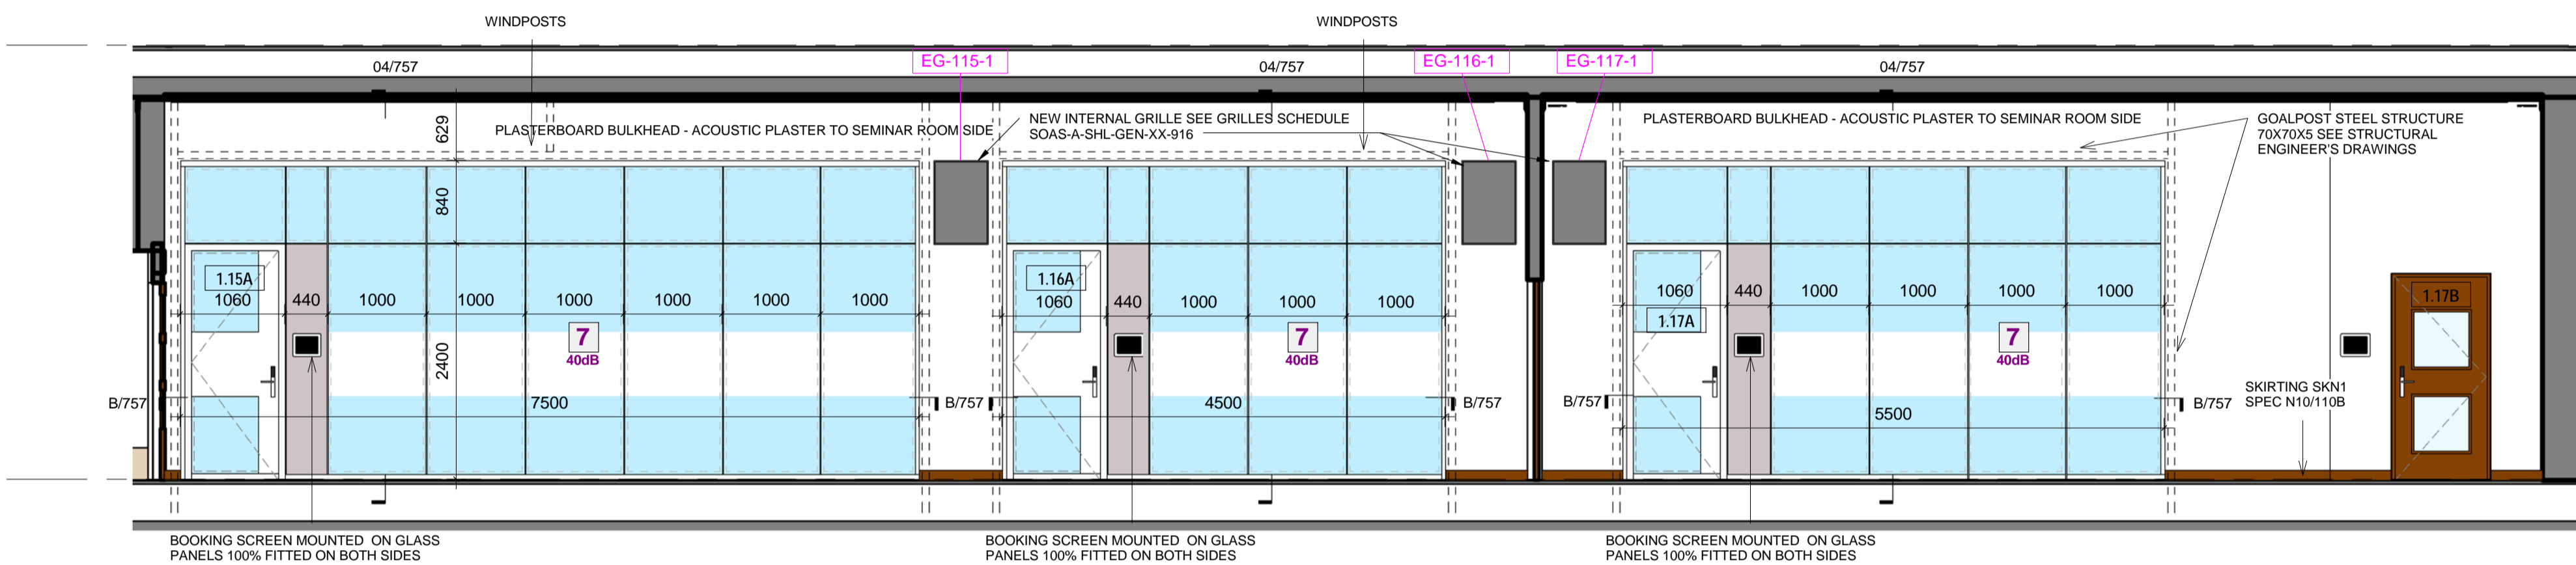 WINDPOSTS
WINDPOSTS
04/757
EG-115-1
04/757
EG-116-1
EG-117-1
04/757
629
PLASTERBOARD BULKHEAD - ACOUSTIC PLASTER TO SEMINAR ROOM SIDE
NEW INTERNAL GRILLE SEE GRILLES SCHEDULE
SOAS-A-SHL-GEN-XX-916
PLASTERBOARD BULKHEAD - ACOUSTIC PLASTER TO SEMINAR ROOM SIDE
GOALPOST STEEL STRUCTURE
70X70X5 SEE STRUCTURAL
ENGINEER'S DRAWINGS
840
1.15A
1060
440
1000
1000
1000
1000
1000
1000
7
40dB
2400
B/757
7500
B/757
1.16A
1060
440
1000
1000
1000
7
40dB
4500
B/757
1060
440
1000
1000
1000
1000
1.17A
7
40dB
B/757
5500
B/757
1.17B
SKIRTING SKN1
SPEC N10/110B
BOOKING SCREEN MOUNTED ON GLASS
PANELS 100% FITTED ON BOTH SIDES
BOOKING SCREEN MOUNTED ON GLASS
PANELS 100% FITTED ON BOTH SIDES
BOOKING SCREEN MOUNTED ON GLASS
PANELS 100% FITTED ON BOTH SIDES